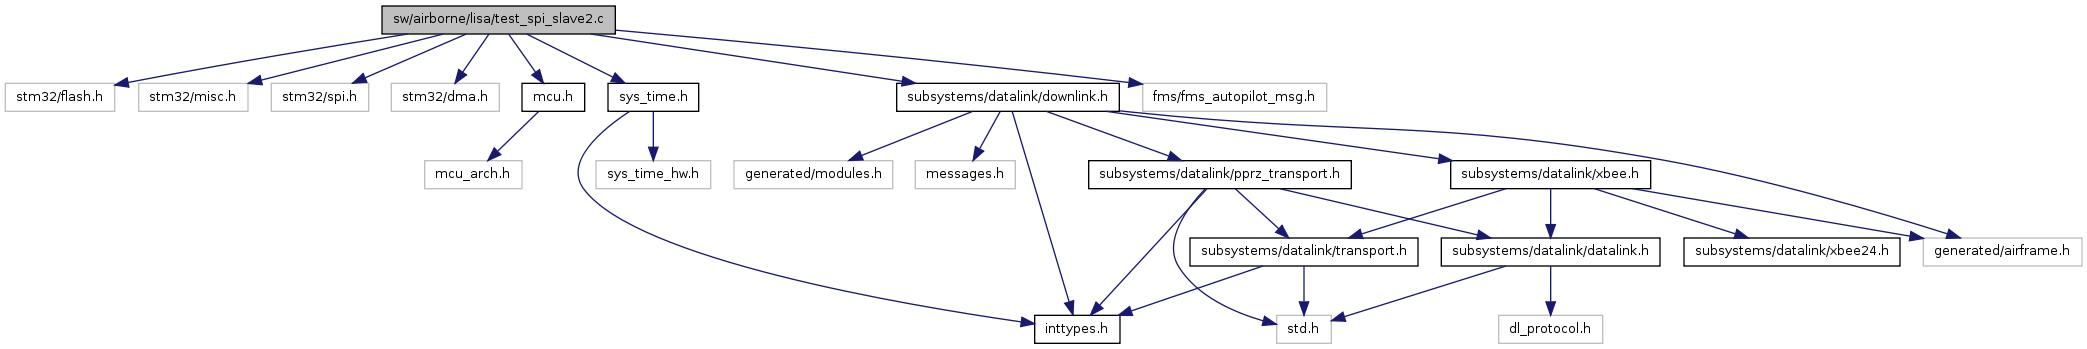 sw/airborne/lisa/test_spi_slave2.c
stm32/flash.h
stm32/misc.h
stm32/spi.h
stm32/dma.h
mcu.h
sys_time.h
subsystems/datalink/downlink.h
fms/fms_autopilot_msg.h
mcu_arch.h
sys_time_hw.h
generated/modules.h
messages.h
subsystems/datalink/pprz_transport.h
subsystems/datalink/xbee.h
subsystems/datalink/transport.h
subsystems/datalink/datalink.h
subsystems/datalink/xbee24.h
generated/airframe.h
inttypes.h
std.h
dl_protocol.h